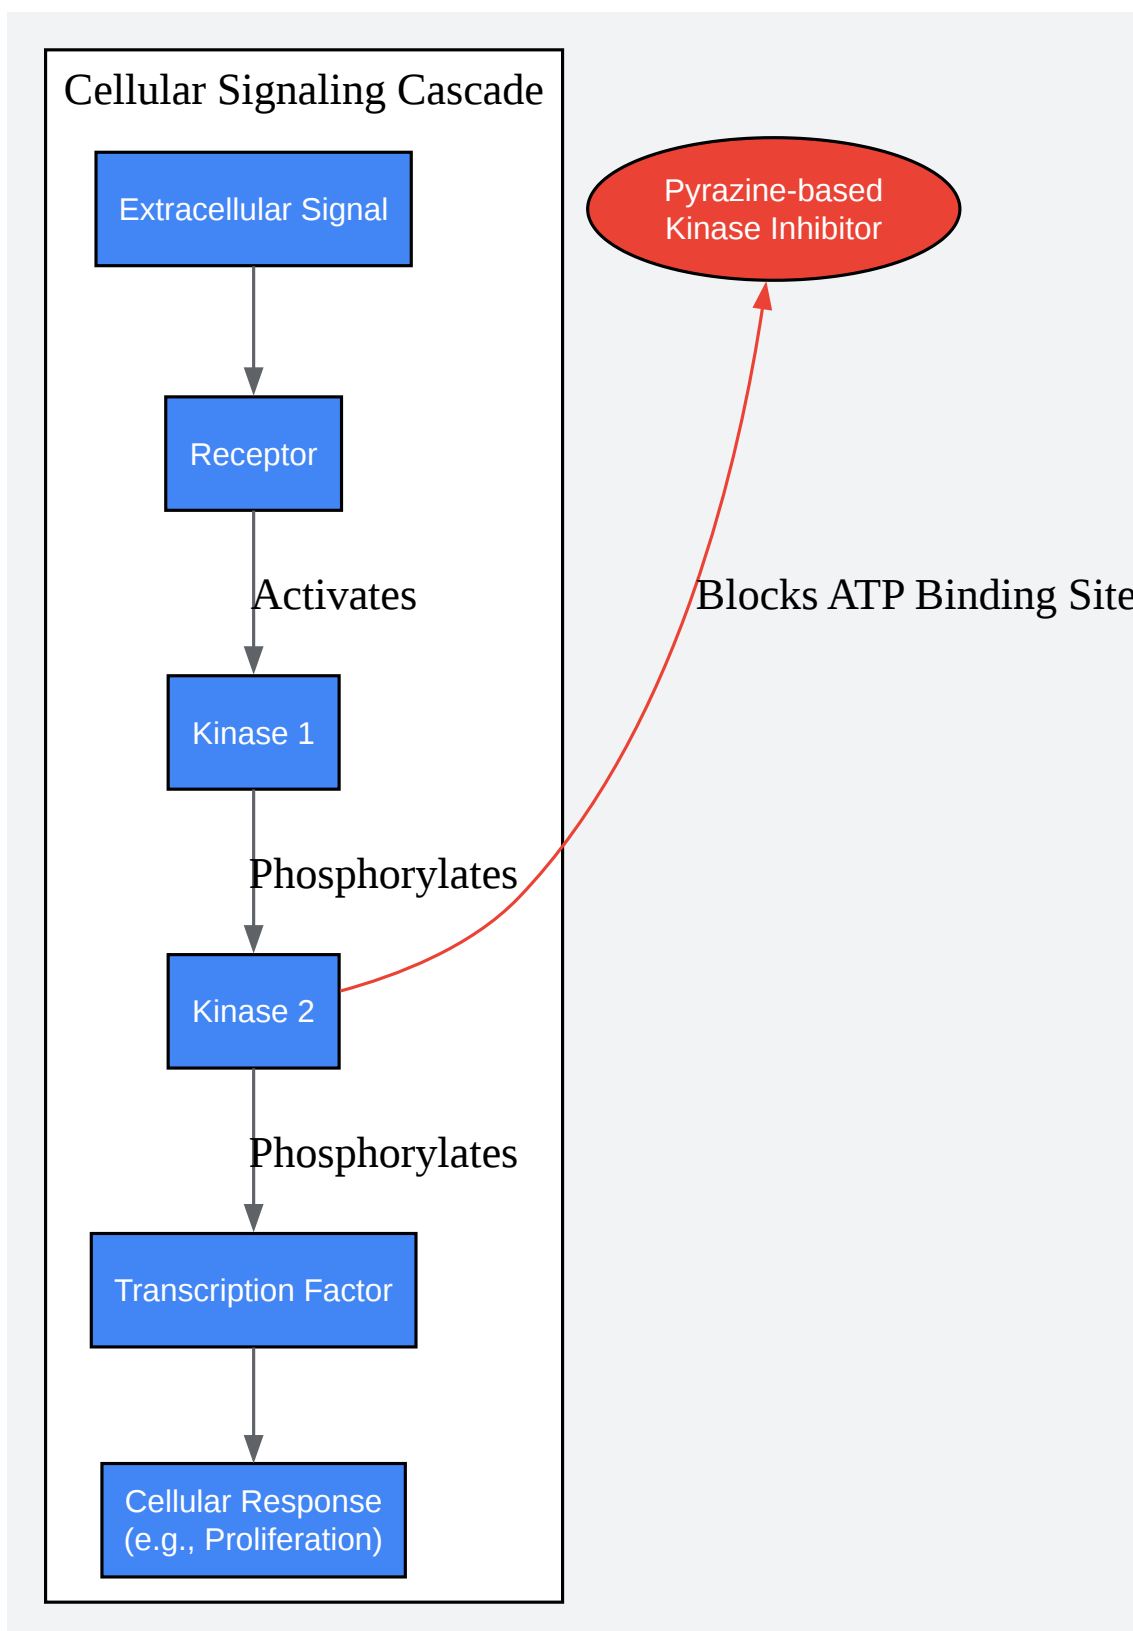 Cellular Signaling Cascade
Extracellular Signal
Pyrazine-based
Kinase Inhibitor
Receptor
Activates
Blocks ATP Binding Site
Kinase 1
Phosphorylates
Kinase 2
Phosphorylates
Transcription Factor
Cellular Response
(e.g., Proliferation)